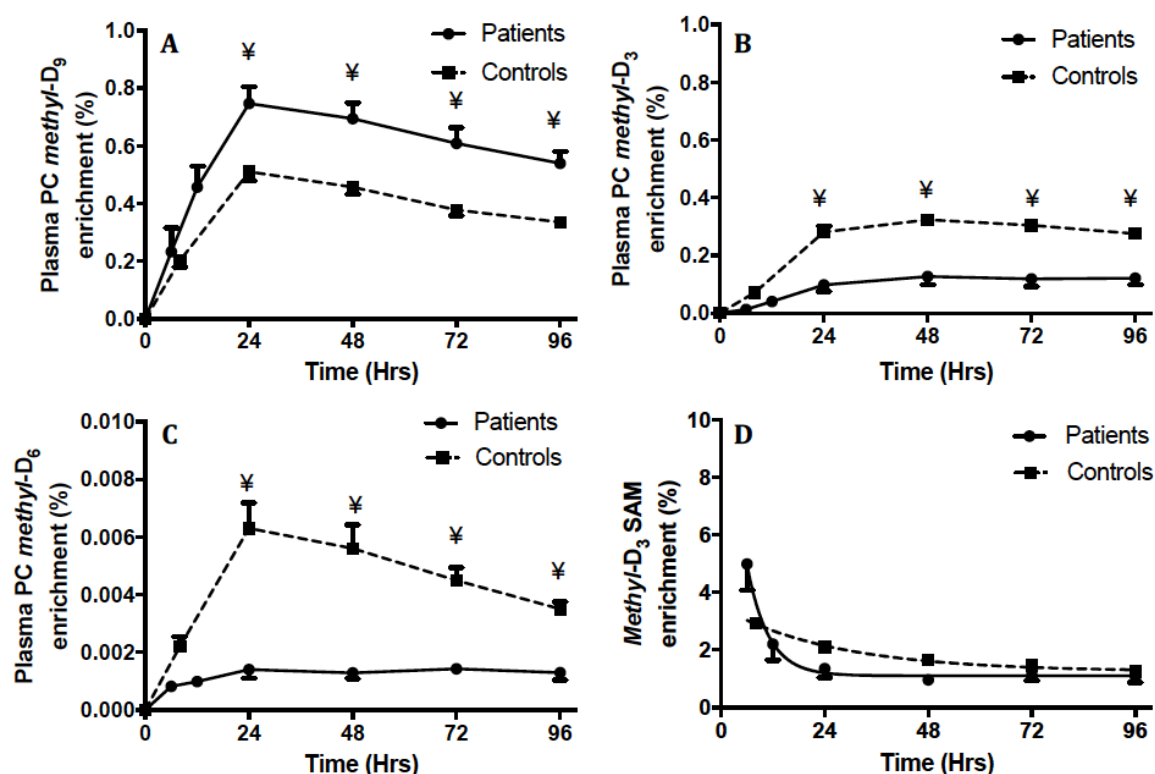 A
Patients
Controls
Plasma PC methyl-D₉
enrichment (%)
1.0
0.8
0.6
0.4
0.2
0.0
¥ ¥ ¥ ¥
0 24 48 72 96
Time (Hrs)
B
Patients
Controls
Plasma PC methyl-D₃
enrichment (%)
1.0
0.8
0.6
0.4
0.2
0.0
¥ ¥ ¥ ¥
0 24 48 72 96
Time (Hrs)
C
Patients
Controls
Plasma PC methyl-D₆
enrichment (%)
0.010
0.008
0.006
0.004
0.002
0.000
¥ ¥ ¥ ¥
0 24 48 72 96
Time (Hrs)
D
Patients
Controls
Methyl-D₃ SAM
enrichment (%)
10
8
6
4
2
0
0 24 48 72 96
Time (Hrs)